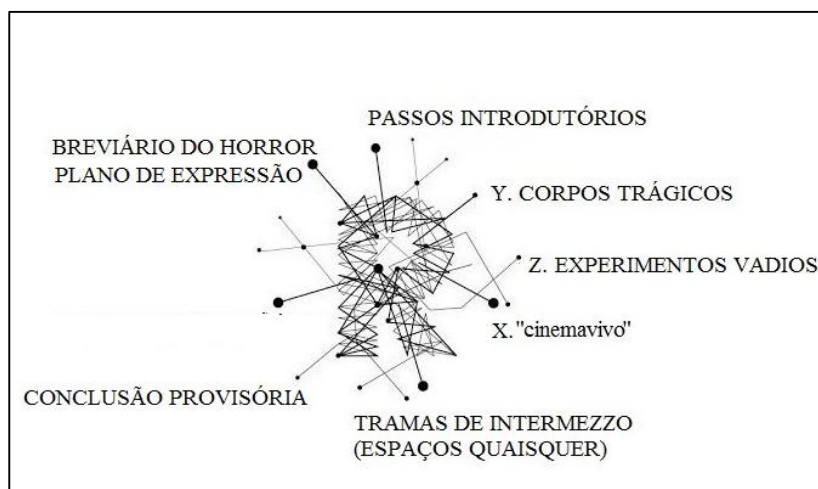 PASSOS INTRODUTÓRIOS
BREVIÁRIO DO HORROR
PLANO DE EXPRESSÃO
Y. CORPOS TRÁGICOS
Z. EXPERIMENTOS VADIOS
X. "cinemavivo"
CONCLUSÃO PROVISÓRIA
TRAMAS DE INTERMEZZO
(ESPAÇOS QUAISQUER)